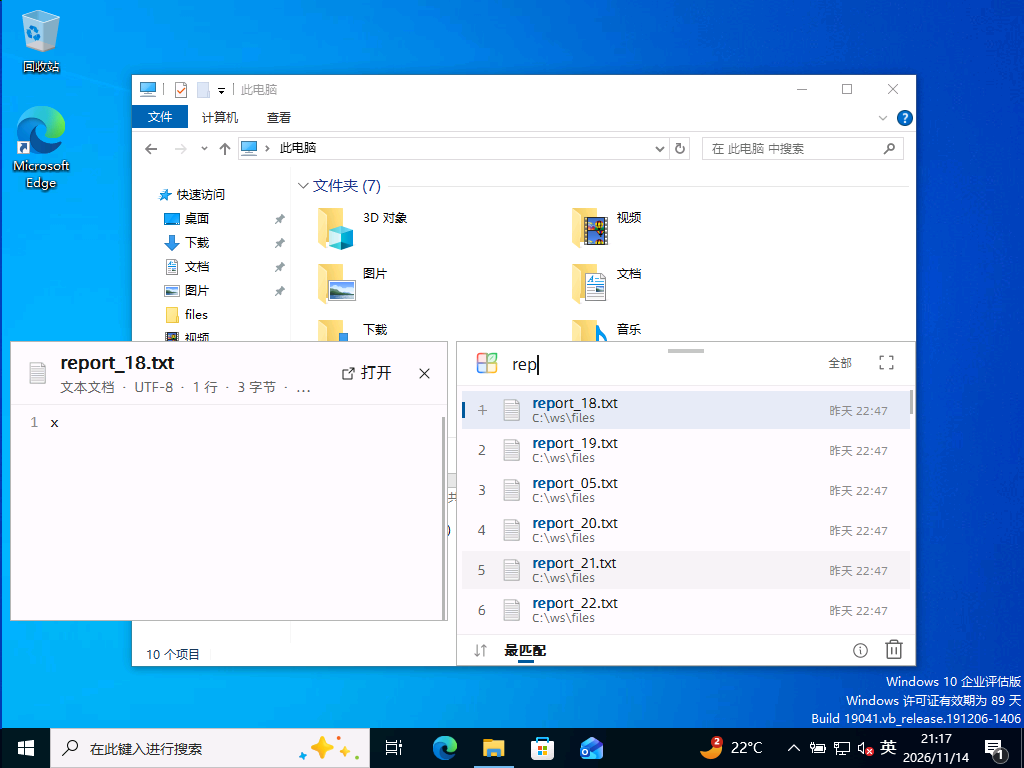 回收站
Microsoft
Edge
此电脑
文件
计算机
查看
此电脑
在 此电脑 中搜索
快速访问
桌面
下载
文档
图片
files
视频
文件夹 (7)
3D 对象
视频
图片
文档
下载
音乐
report_18.txt
文本文档 · UTF-8 · 1 行 · 3 字节 · ...
打开
1 x
rep
全部
report_18.txt
C:\ws\files
昨天 22:47
2
report_19.txt
C:\ws\files
昨天 22:47
3
report_05.txt
C:\ws\files
昨天 22:47
4
report_20.txt
C:\ws\files
昨天 22:47
5
report_21.txt
C:\ws\files
昨天 22:47
6
report_22.txt
C:\ws\files
昨天 22:47
最匹配
10 个项目
Windows 10 企业评估版
Windows 许可证有效期为 89 天
Build 19041.vb_release.191206-1406
在此键入进行搜索
2
22°C
英
21:17
2026/11/14
1